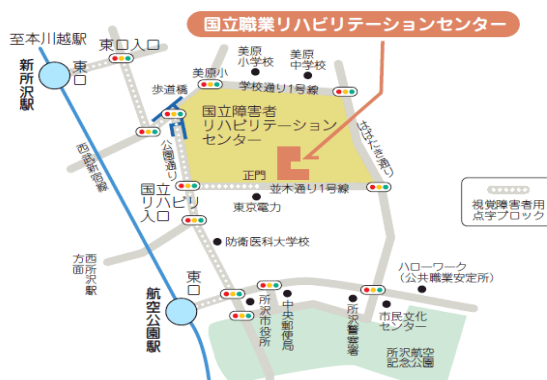 国立職業リハビリテーションセンター
至本川越駅
東口入口
新所沢駅
東口
美原
小学校
美原
中学校
美原小
学校通り1号線
歩道橋
国立障害者
リハビリテーション
センター
はばたき通り
西武新宿線
公園通り
正門
並木通り1号線
国立
リハビリ
入口
東京電力
視覚障害者用
点字ブロック
防衛医科大学校
西所沢駅
方面
東口
航空公園駅
ハローワーク
(公共職業安定所)
所沢市役所
中央郵便局
所沢警察署
市民文化
センター
所沢航空
記念公園